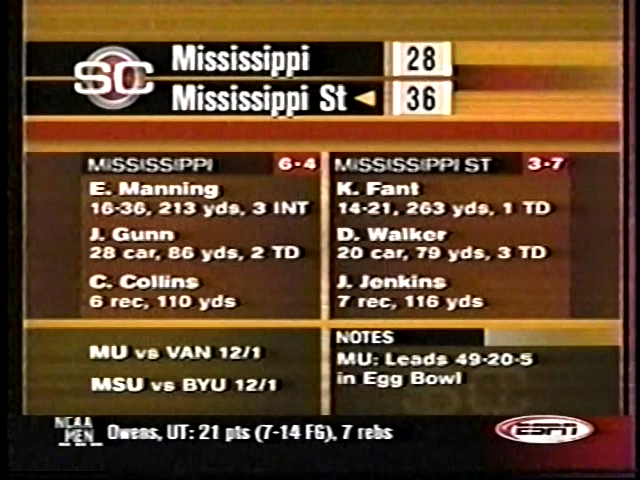 SC
Mississippi 28
Mississippi St 36
MISSISSIPPI 6-4
E. Manning
16-36, 213 yds, 3 INT
J. Gunn
28 car, 86 yds, 2 TD
C. Collins
6 rec, 110 yds
MISSISSIPPI ST 3-7
K. Fant
14-21, 263 yds, 1 TD
D. Walker
20 car, 79 yds, 3 TD
J. Jenkins
7 rec, 116 yds
MU vs VAN 12/1
MSU vs BYU 12/1
NOTES
MU: Leads 49-20-5
in Egg Bowl
NCAA
MEN
Owens, UT: 21 pts (7-14 FG), 7 rebs
ESPN